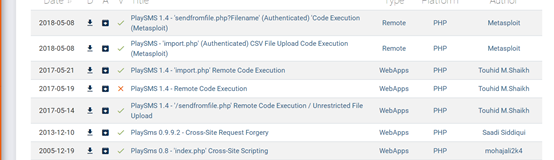 Date D A V Title Type Platform Author
2018-05-08 PlaySMS 1.4 - 'sendfromfile.php?Filename' (Authenticated) 'Code Execution (Metasploit) Remote PHP Metasploit
2018-05-08 PlaySMS - 'import.php' (Authenticated) CSV File Upload Code Execution (Metasploit) Remote PHP Metasploit
2017-05-21 PlaySMS 1.4 - 'import.php' Remote Code Execution WebApps PHP Touhid M.Shaikh
2017-05-19 PlaySMS 1.4 - Remote Code Execution WebApps PHP Touhid M.Shaikh
2017-05-14 PlaySMS 1.4 - '/sendfromfile.php' Remote Code Execution / Unrestricted File Upload WebApps PHP Touhid M.Shaikh
2013-12-10 PlaySms 0.9.9.2 - Cross-Site Request Forgery WebApps PHP Saadi Siddiqui
2005-12-19 PlaySms 0.8 - 'index.php' Cross-Site Scripting WebApps PHP mohajali2k4